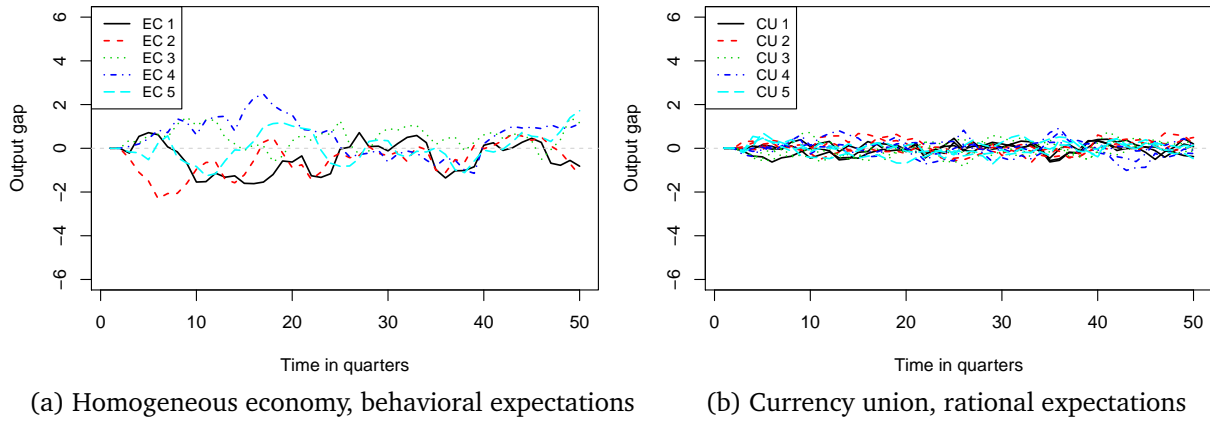 6
4
2
0
−2
−4
−6
Output gap
EC 1
EC 2
EC 3
EC 4
EC 5
0 10 20 30 40 50
Time in quarters
(a) Homogeneous economy, behavioral expectations
6
4
2
0
−2
−4
−6
Output gap
CU 1
CU 2
CU 3
CU 4
CU 5
0 10 20 30 40 50
Time in quarters
(b) Currency union, rational expectations